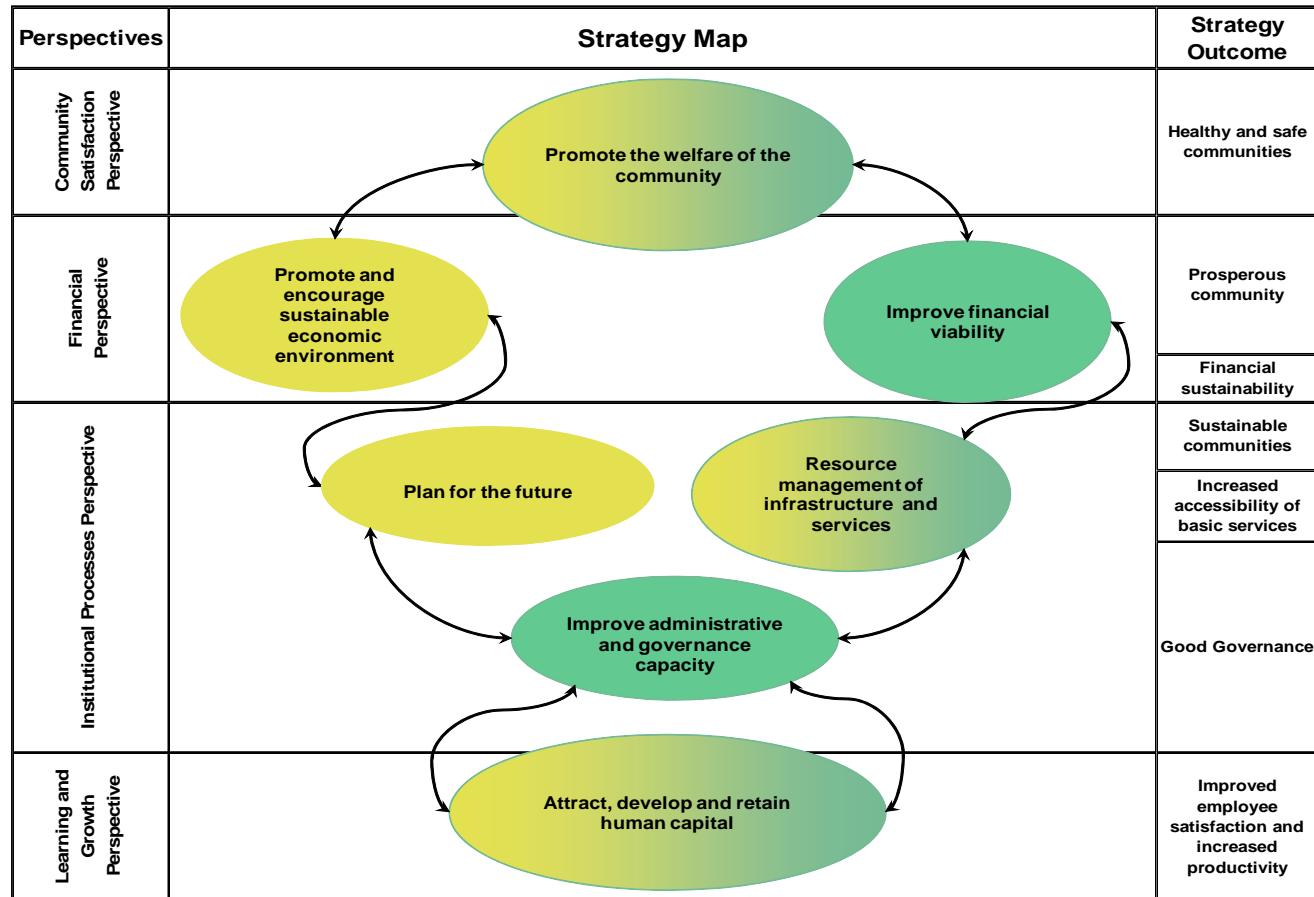 Perspectives
Strategy Map
Strategy
Outcome
Community
Satisfaction
Perspective
Promote the welfare of the
community
Healthy and safe
communities
Financial
Perspective
Promote and
encourage
sustainable
economic
environment
Improve financial
viability
Prosperous
community
Financial
sustainability
Institutional Processes Perspective
Plan for the future
Resource
management of
infrastructure and
services
Improve administrative
and governance
capacity
Sustainable
communities
Increased
accessibility of
basic services
Good Governance
Learning and
Growth
Perspective
Attract, develop and retain
human capital
Improved
employee
satisfaction and
increased
productivity